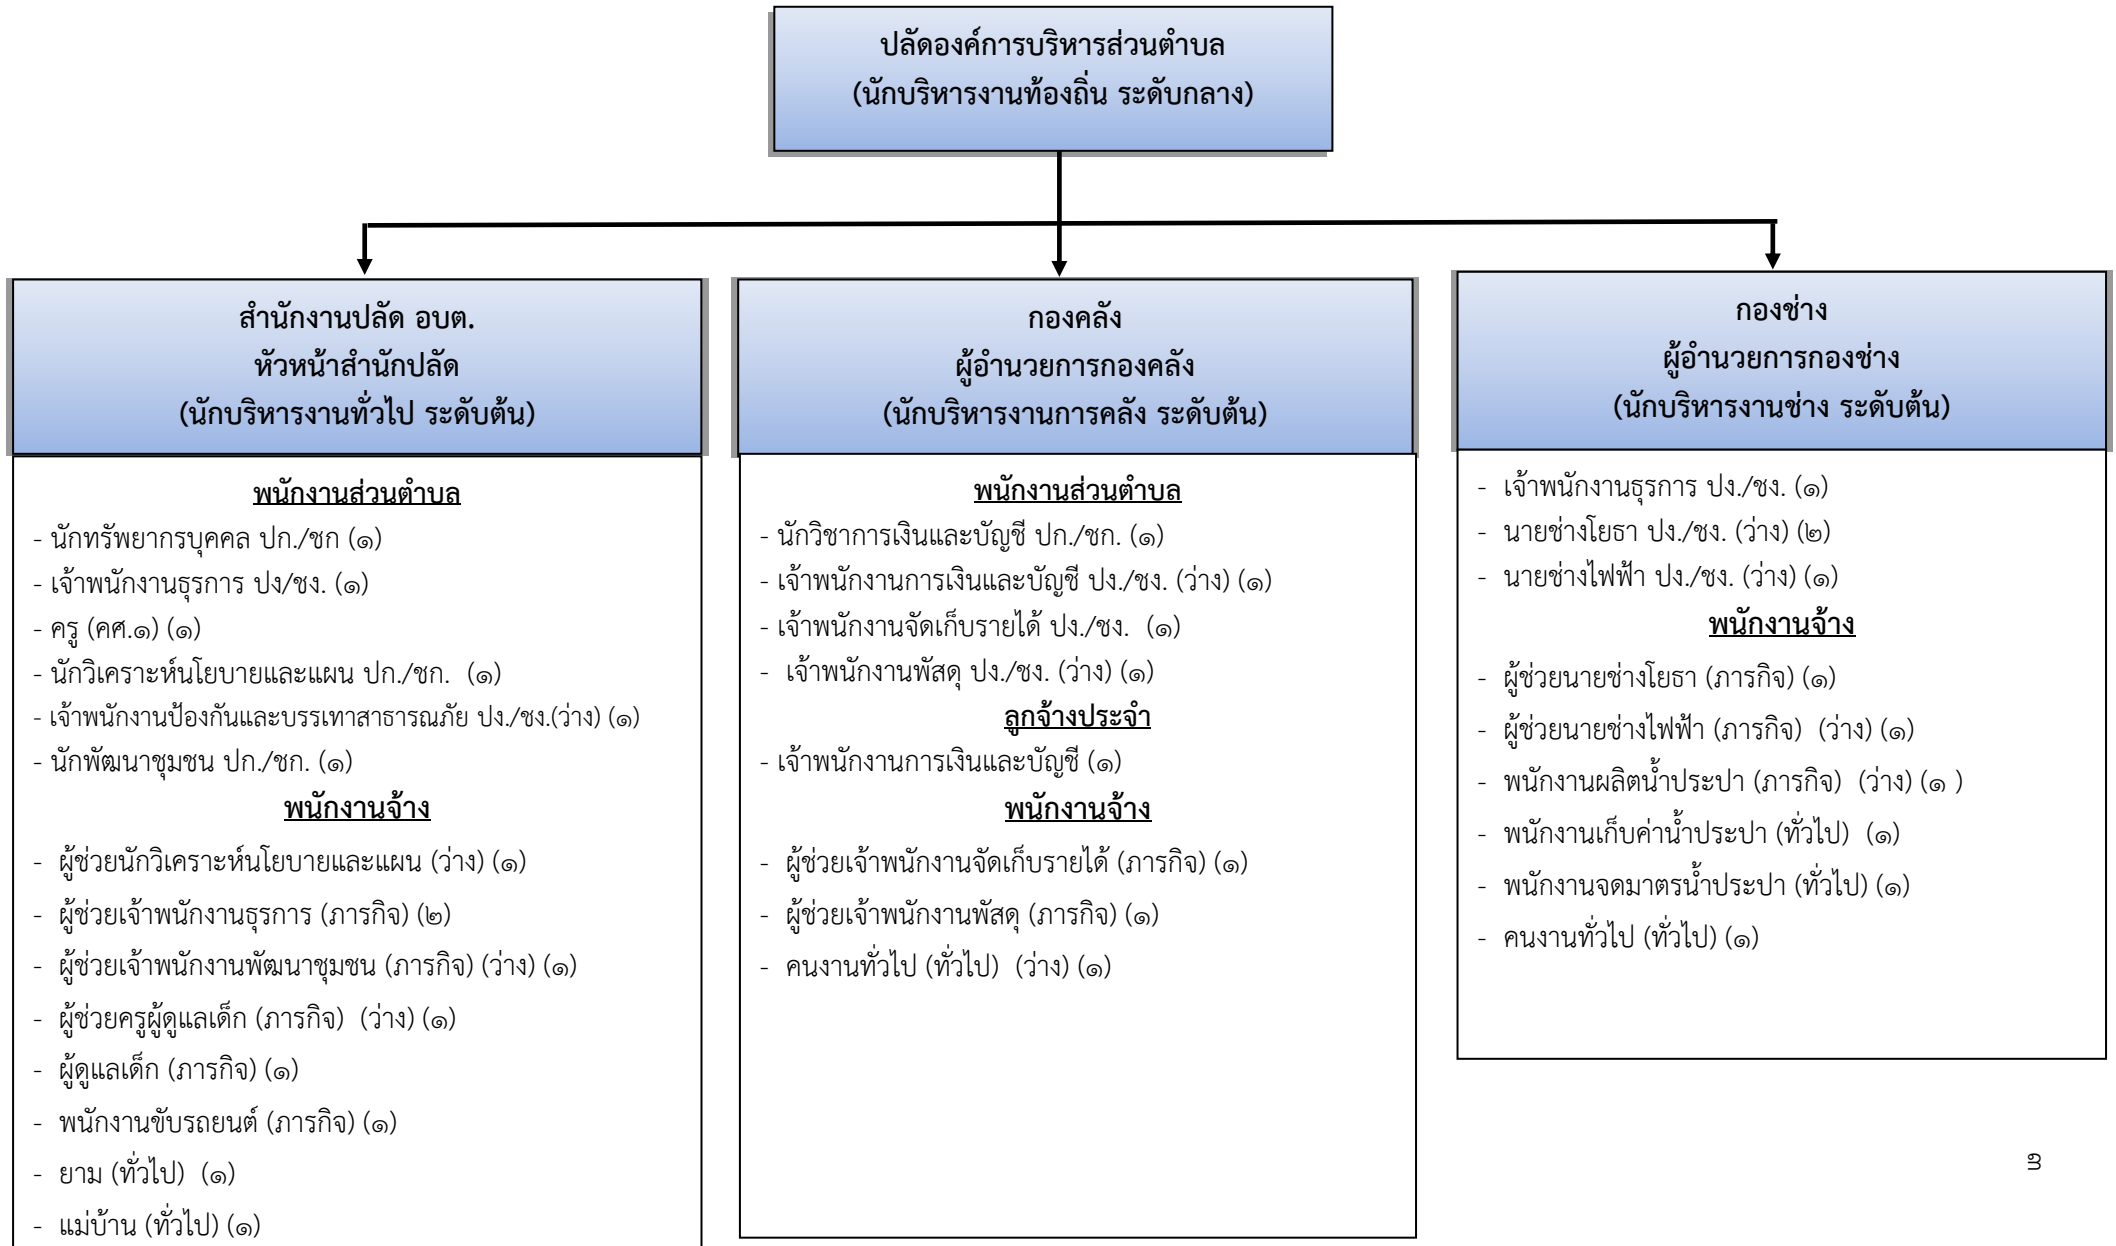 ปลัดองค์การบริหารส่วนตำบล
(นักบริหารงานท้องถิ่น ระดับกลาง)
สำนักงานปลัด อบต.
หัวหน้าสำนักปลัด
(นักบริหารงานทั่วไป ระดับต้น)
พนักงานส่วนตำบล
- นักทรัพยากรบุคคล ปก./ชก (๑)
- เจ้าพนักงานธุรการ ปง/ชง. (๑)
- ครู (คศ.๑) (๑)
- นักวิเคราะห์นโยบายและแผน ปก./ชก. (๑)
- เจ้าพนักงานป้องกันและบรรเทาสาธารณภัย ปง./ชง.(ว่าง) (๑)
- นักพัฒนาชุมชน ปก./ชก. (๑)
พนักงานจ้าง
- ผู้ช่วยนักวิเคราะห์นโยบายและแผน (ว่าง) (๑)
- ผู้ช่วยเจ้าพนักงานธุรการ (ภารกิจ) (๒)
- ผู้ช่วยเจ้าพนักงานพัฒนาชุมชน (ภารกิจ) (ว่าง) (๑)
- ผู้ช่วยครูผู้ดูแลเด็ก (ภารกิจ) (ว่าง) (๑)
- ผู้ดูแลเด็ก (ภารกิจ) (๑)
- พนักงานขับรถยนต์ (ภารกิจ) (๑)
- ยาม (ทั่วไป) (๑)
- แม่บ้าน (ทั่วไป) (๑)
กองคลัง
ผู้อำนวยการกองคลัง
(นักบริหารงานการคลัง ระดับต้น)
พนักงานส่วนตำบล
- นักวิชาการเงินและบัญชี ปก./ชก. (๑)
- เจ้าพนักงานการเงินและบัญชี ปง./ชง. (ว่าง) (๑)
- เจ้าพนักงานจัดเก็บรายได้ ปง./ชง. (๑)
- เจ้าพนักงานพัสดุ ปง./ชง. (ว่าง) (๑)
ลูกจ้างประจำ
- เจ้าพนักงานการเงินและบัญชี (๑)
พนักงานจ้าง
- ผู้ช่วยเจ้าพนักงานจัดเก็บรายได้ (ภารกิจ) (๑)
- ผู้ช่วยเจ้าพนักงานพัสดุ (ภารกิจ) (๑)
- คนงานทั่วไป (ทั่วไป) (ว่าง) (๑)
กองช่าง
ผู้อำนวยการกองช่าง
(นักบริหารงานช่าง ระดับต้น)
- เจ้าพนักงานธุรการ ปง./ชง. (๑)
- นายช่างโยธา ปง./ชง. (ว่าง) (๒)
- นายช่างไฟฟ้า ปง./ชง. (ว่าง) (๑)
พนักงานจ้าง
- ผู้ช่วยนายช่างโยธา (ภารกิจ) (๑)
- ผู้ช่วยนายช่างไฟฟ้า (ภารกิจ) (ว่าง) (๑)
- พนักงานผลิตน้ำประปา (ภารกิจ) (ว่าง) (๑ )
- พนักงานเก็บค่าน้ำประปา (ทั่วไป) (๑)
- พนักงานจดมาตรน้ำประปา (ทั่วไป) (๑)
- คนงานทั่วไป (ทั่วไป) (๑)
๓